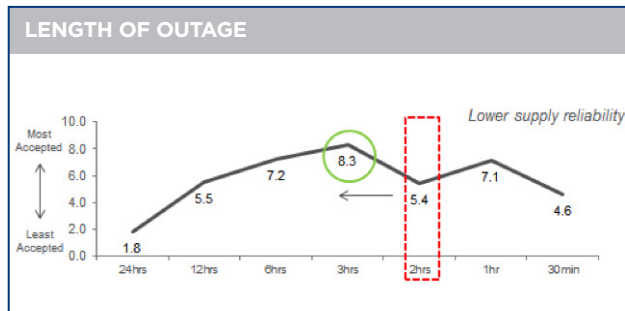 LENGTH OF OUTAGE
Lower supply reliability
10.0
Most
Accepted
8.0
6.0
4.0
2.0
0.0
Least
Accepted
1.8
5.5
7.2
8.3
5.4
7.1
4.6
24hrs
12hrs
6hrs
3hrs
2hrs
1hr
30min